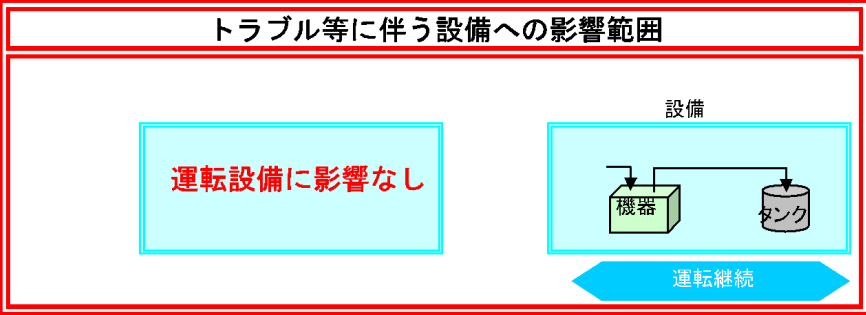 トラブル等に伴う設備への影響範囲
設備
運転設備に影響なし
機器
タンク
運転継続